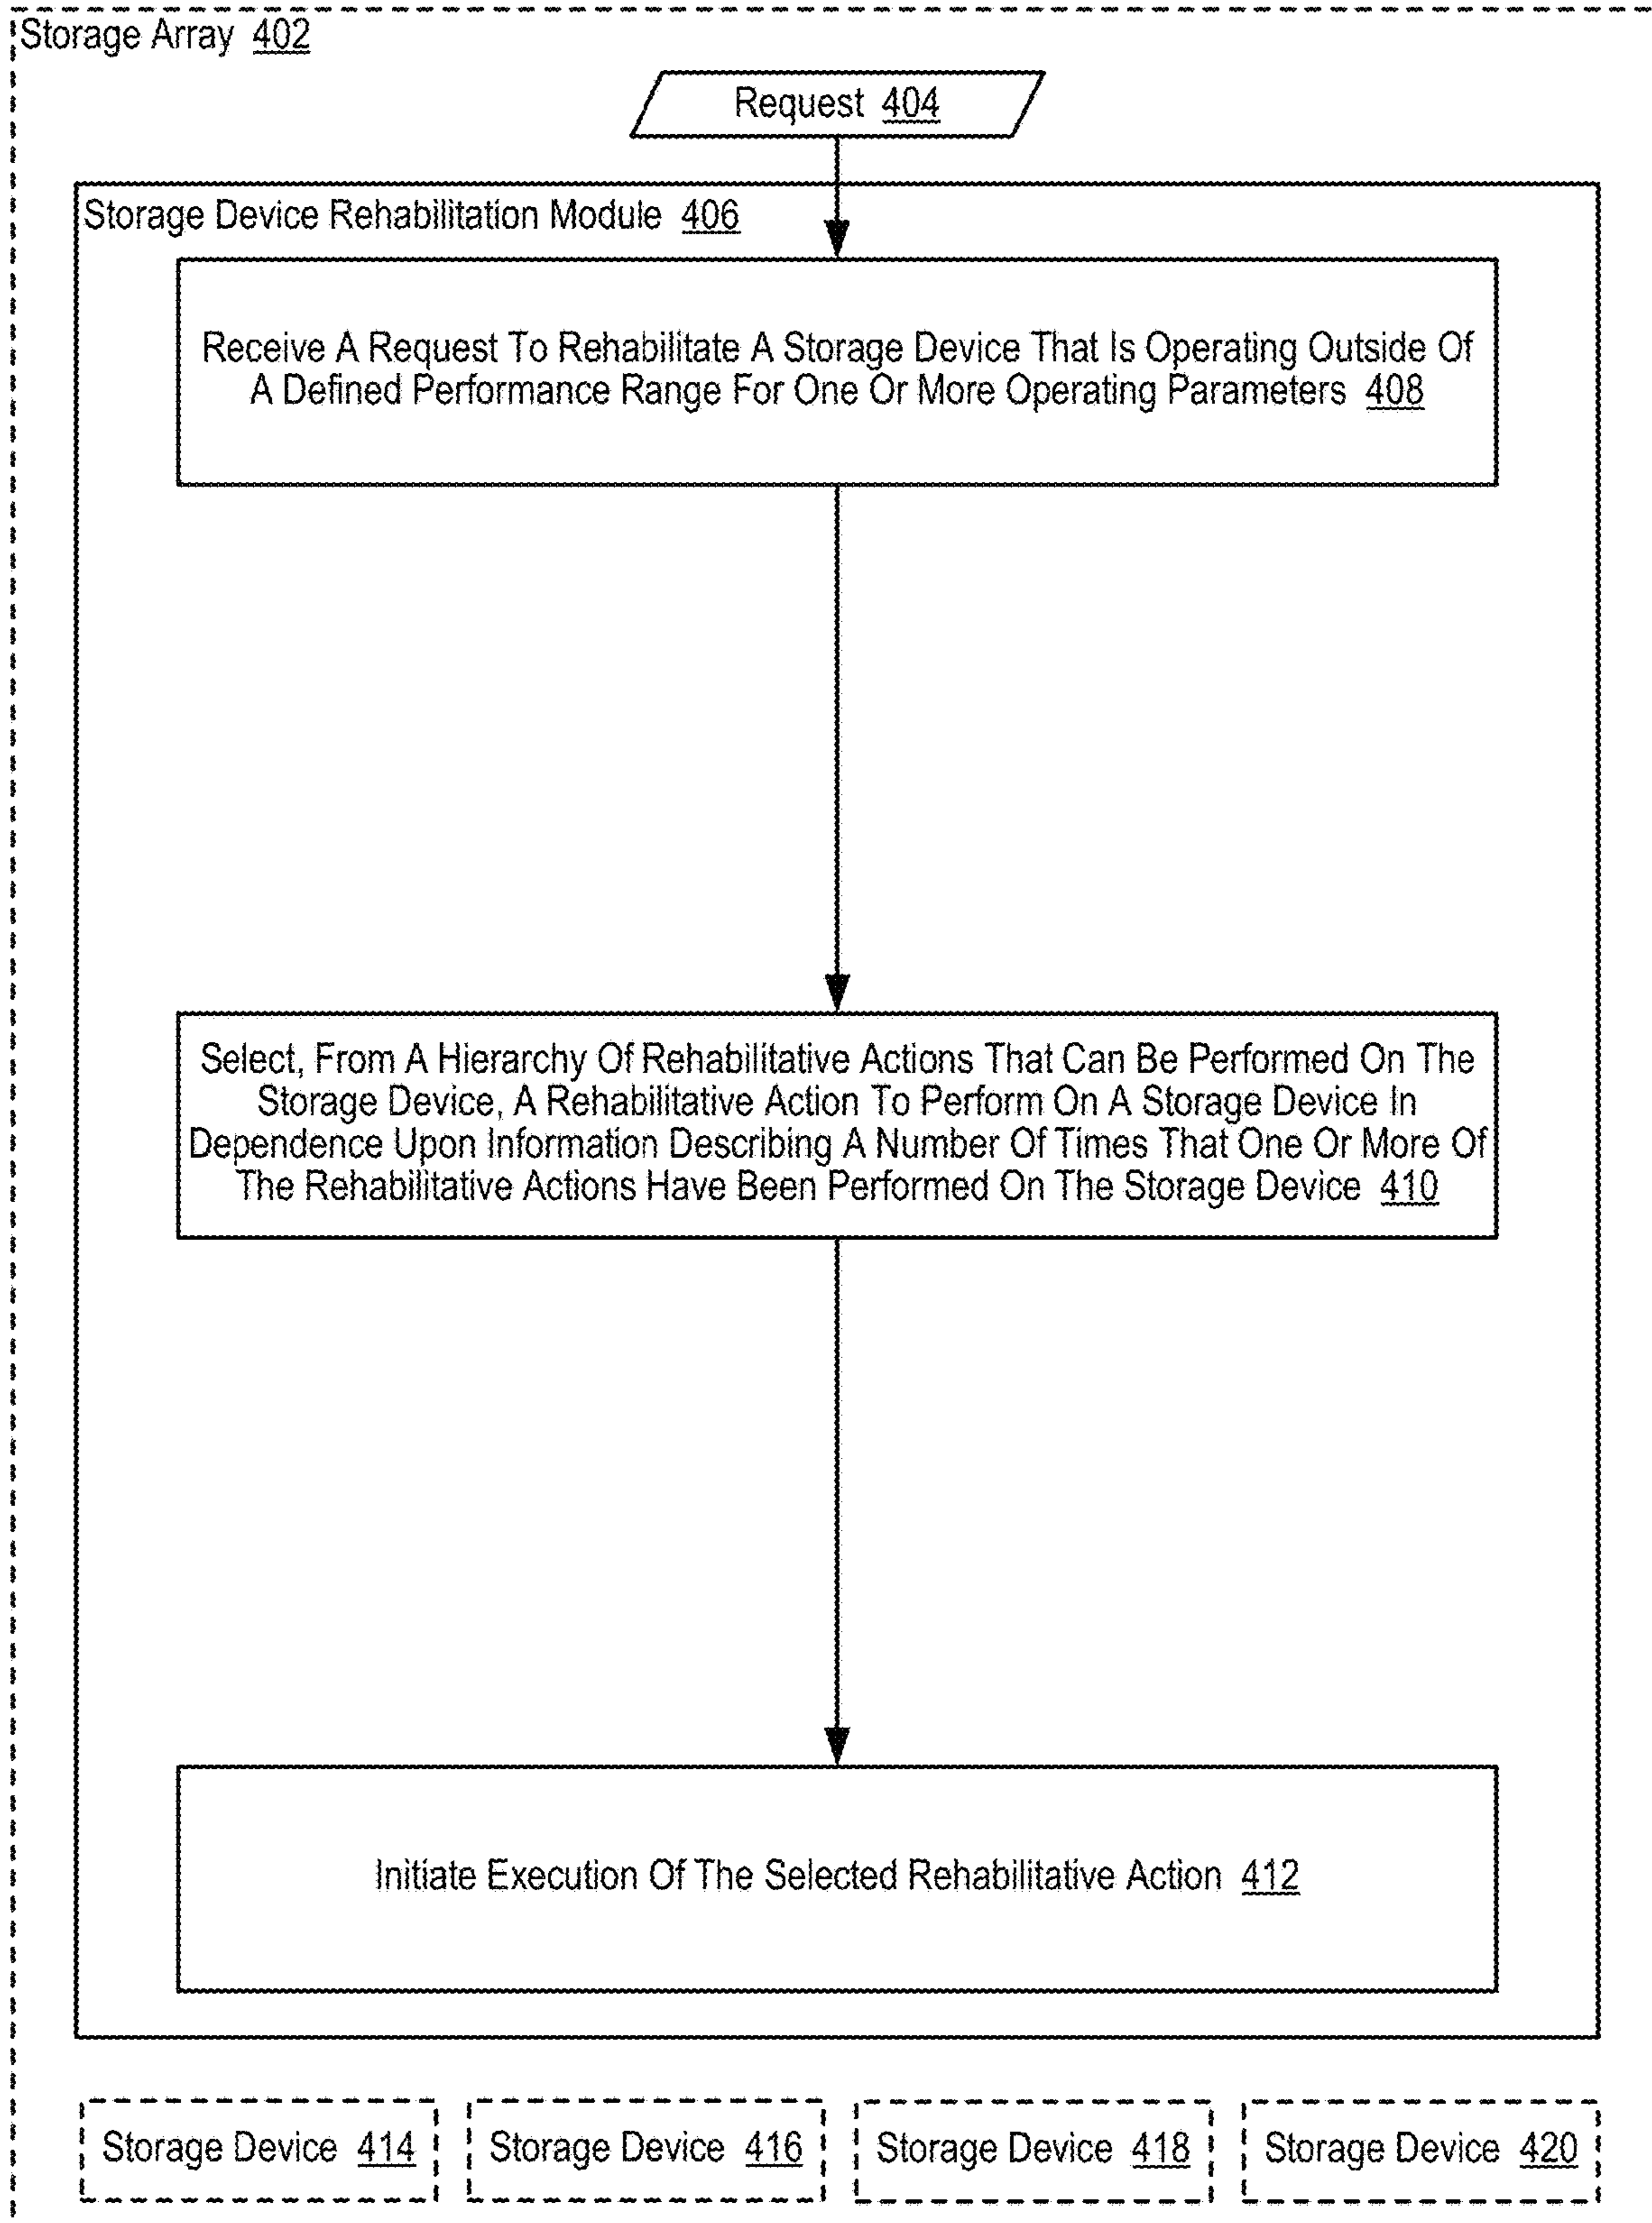 Storage Array 402
Request 404
Storage Device Rehabilitation Module 406
Receive A Request To Rehabilitate A Storage Device That Is Operating Outside Of
A Defined Performance Range For One Or More Operating Parameters 408
Select, From A Hierarchy Of Rehabilitative Actions That Can Be Performed On The
Storage Device, A Rehabilitative Action To Perform On A Storage Device In
Dependence Upon Information Describing A Number Of Times That One Or More Of
The Rehabilitative Actions Have Been Performed On The Storage Device 410
Initiate Execution Of The Selected Rehabilitative Action 412
Storage Device 414
Storage Device 416
Storage Device 418
Storage Device 420